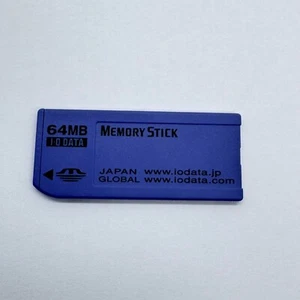 64MB
I·O DATA
MEMORY STICK
JAPAN www.iodata.jp
GLOBAL www.iodata.com